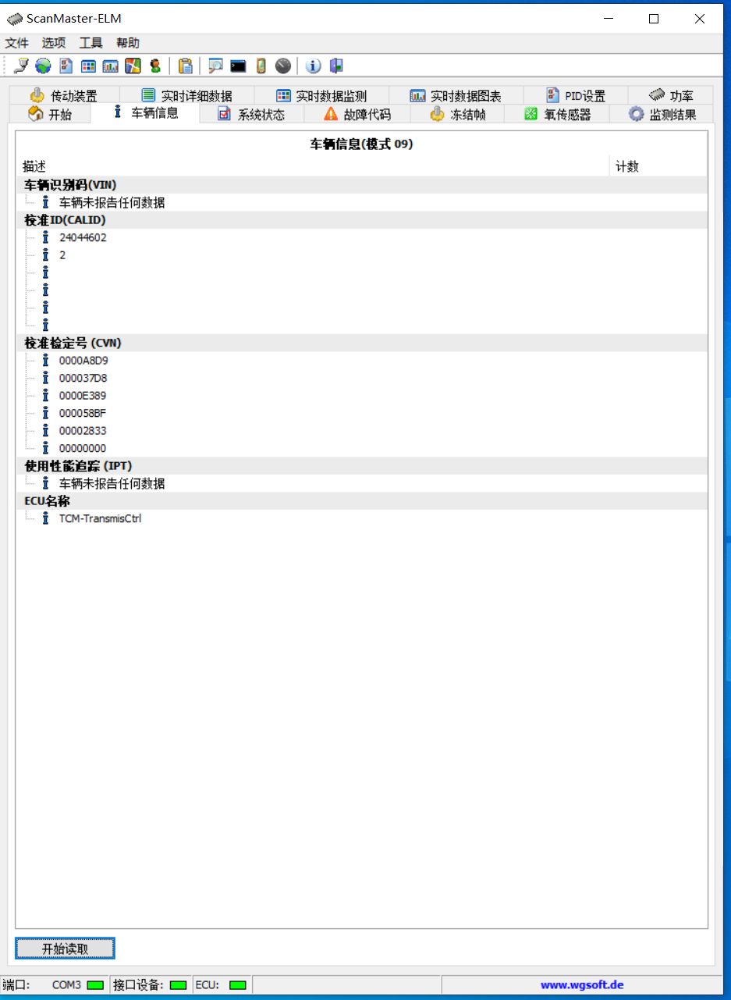 ScanMaster-ELM
文件 选项 工具 帮助
传动装置 实时详细数据 实时数据监测 实时数据图表 PID设置 功率
开始 车辆信息 系统状态 故障代码 冻结帧 氧传感器 监测结果
车辆信息(模式 09)
描述 计数
车辆识别码(VIN)
车辆未报告任何数据
校准ID(CALID)
24044602
2
校准检定号 (CVN)
0000A8D9
000037D8
0000E389
000058BF
00002833
00000000
使用性能追踪 (IPT)
车辆未报告任何数据
ECU名称
TCM-TransmisCtrl
开始读取
端口: COM3 接口设备: ECU: www.wgsoft.de